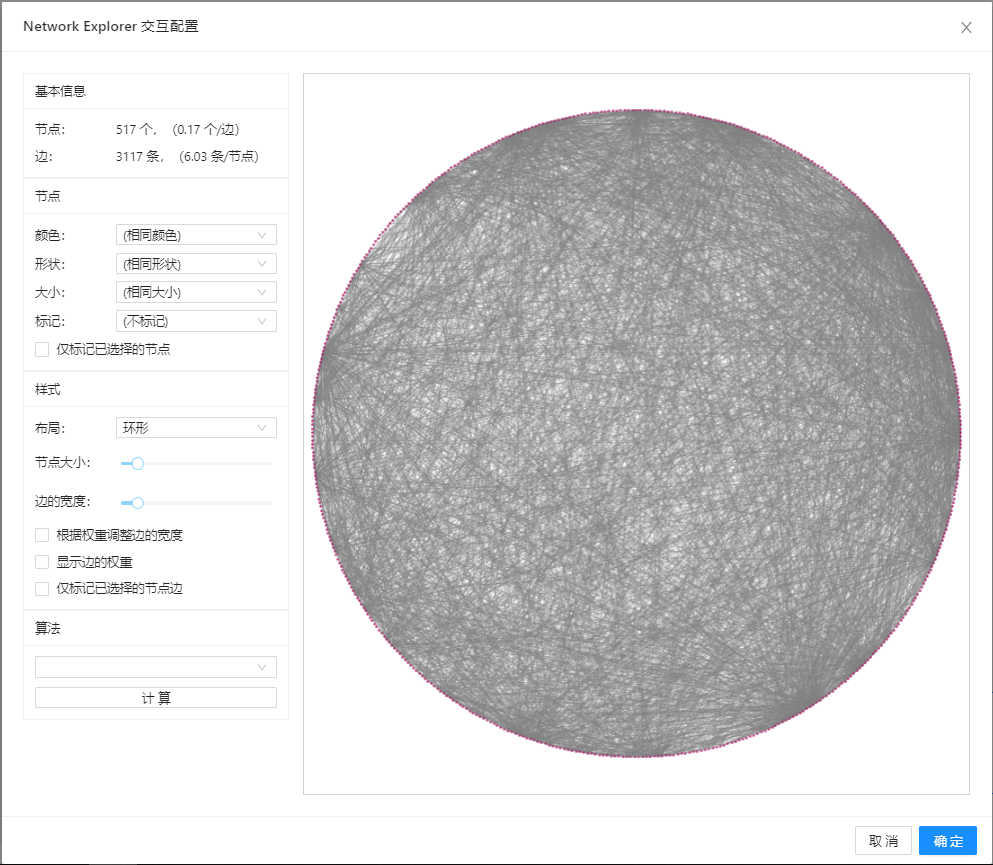 Network Explorer 交互配置
基本信息
节点: 517 个, (0.17 个/边)
边: 3117 条, (6.03 条/节点)
节点
颜色: (相同颜色)
形状: (相同形状)
大小: (相同大小)
标记: (不标记)
仅标记已选择的节点
样式
布局: 环形
节点大小:
边的宽度:
根据权重调整边的宽度
显示边的权重
仅标记已选择的节点边
算法
计 算
取 消 确 定